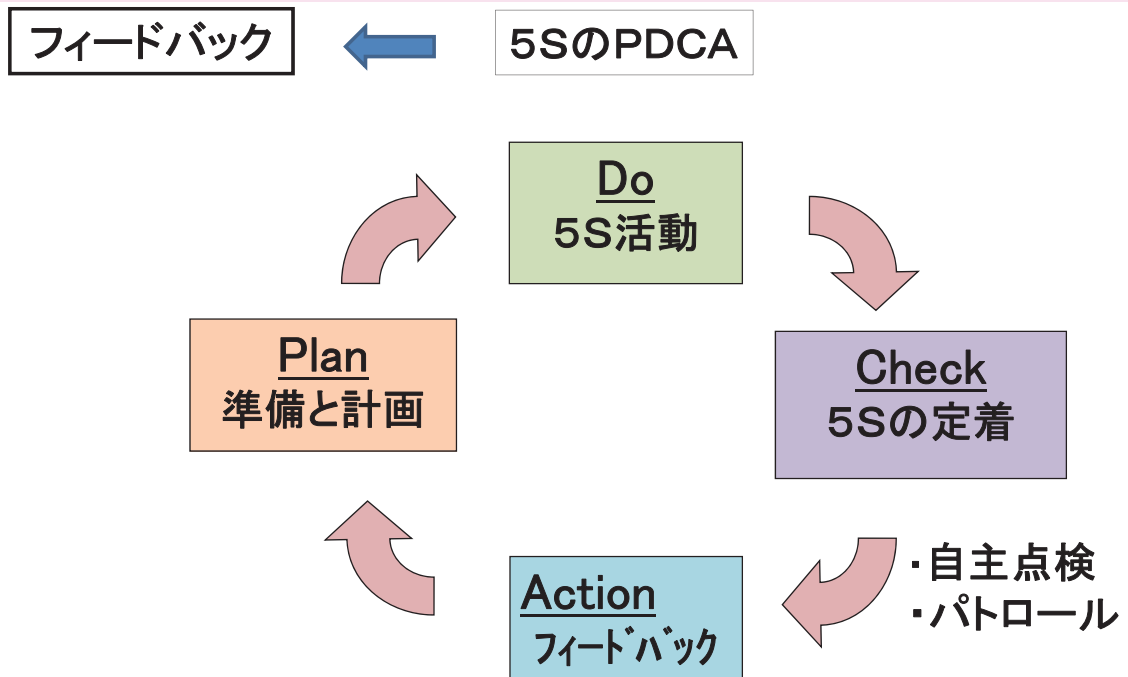 フィードバック
5SのPDCA
Do
5S活動
Plan
準備と計画
Check
5Sの定着
・自主点検
・パトロール
Action
フィードバック